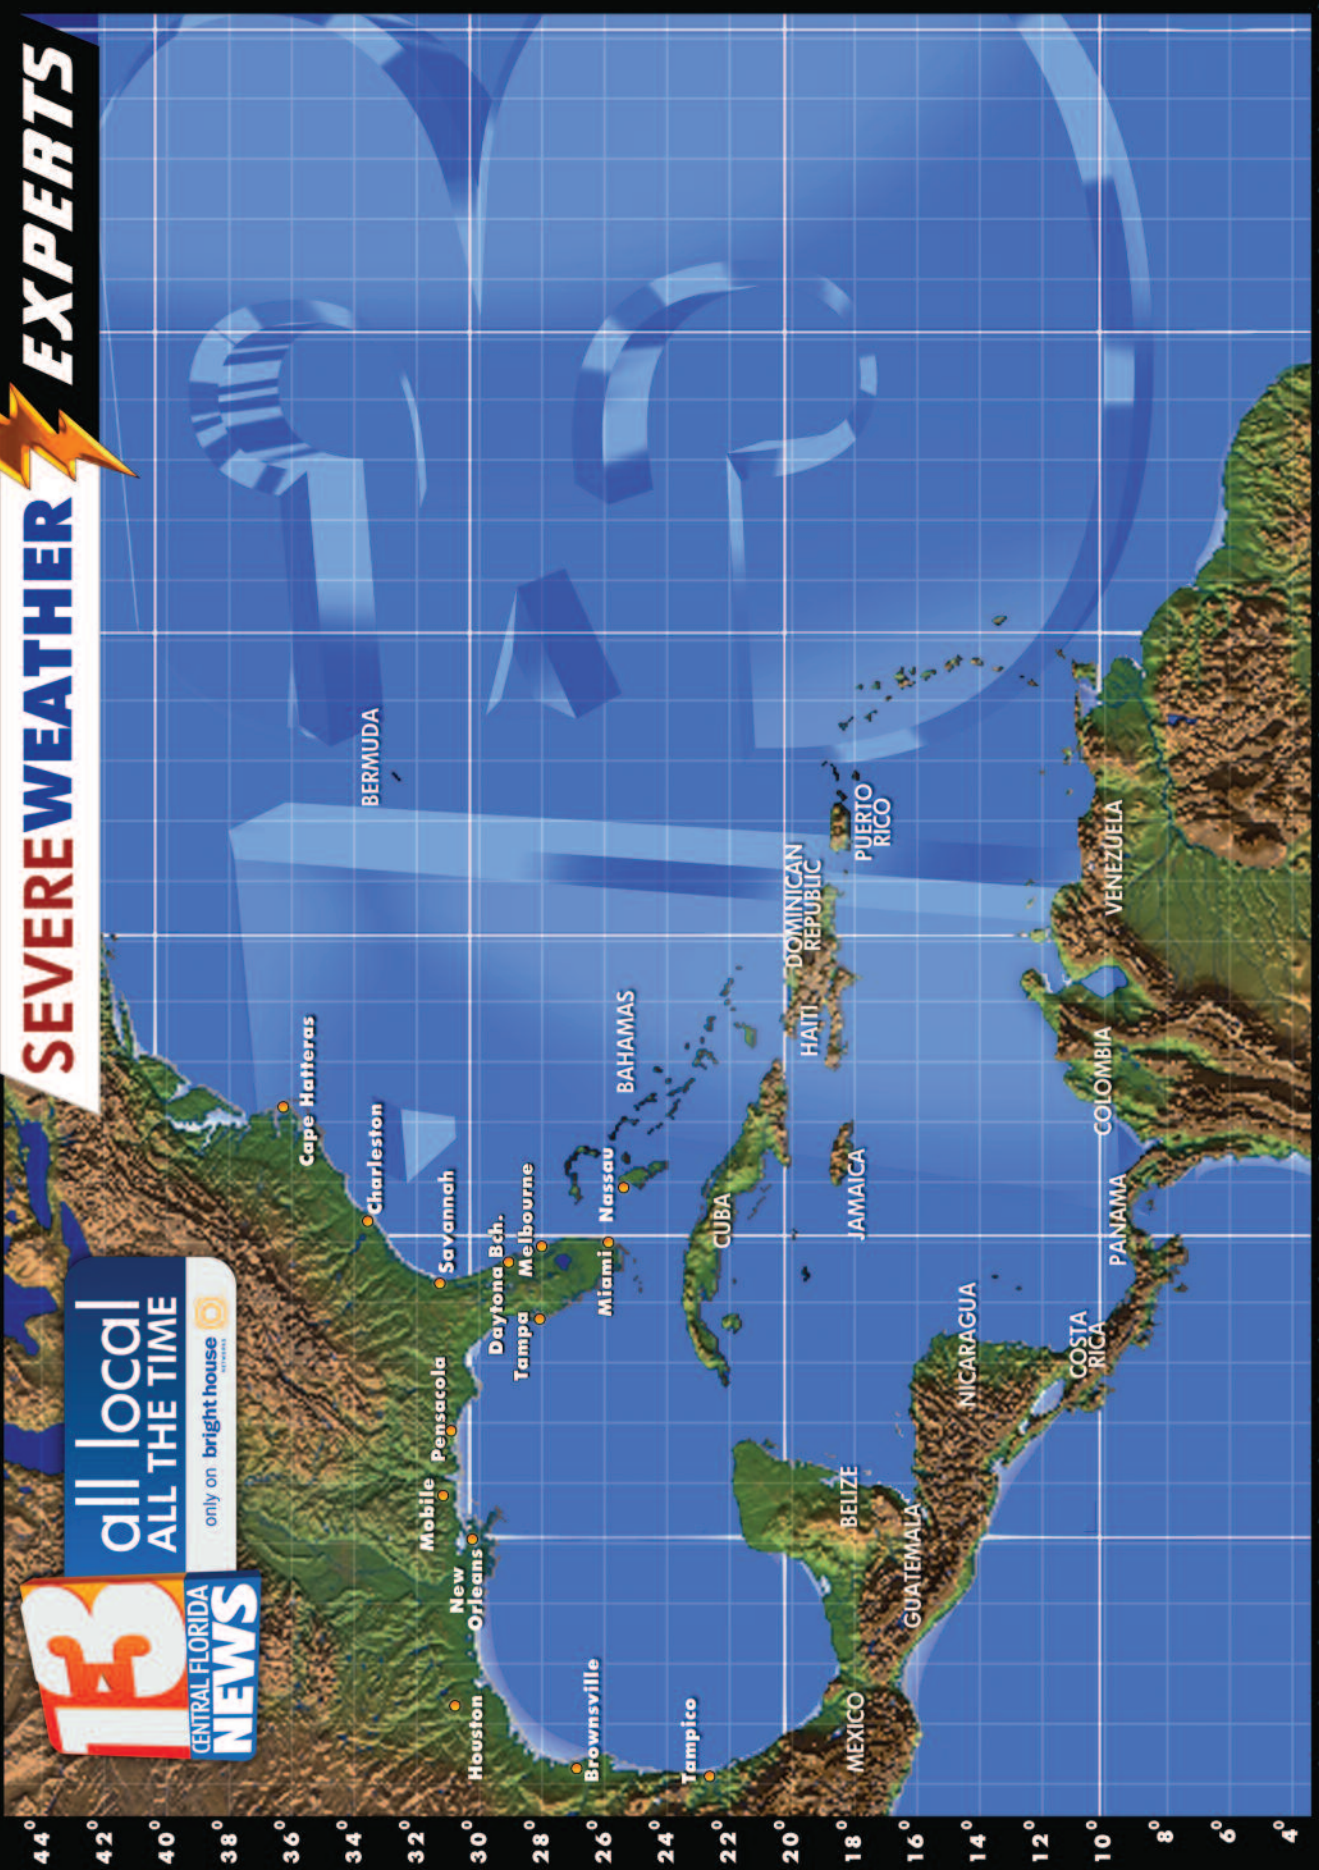 SEVERE WEATHER EXPERTS
13
CENTRAL FLORIDA
NEWS
all local
ALL THE TIME
only on bright house
NETWORKS
44°
42°
40°
38°
36°
34°
32°
30°
28°
26°
24°
22°
20°
18°
16°
14°
12°
10°
8°
6°
4°
Cape Hatteras
Charleston
BERMUDA
Savannah
Mobile
Pensacola
New
Orleans
Houston
Daytona Bch.
Tampa
Melbourne
Miami
Nassau
BAHAMAS
Brownsville
Tampico
CUBA
HAITI
DOMINICAN
REPUBLIC
PUERTO
RICO
JAMAICA
MEXICO
BELIZE
GUATEMALA
NICARAGUA
COSTA
RICA
PANAMA
COLOMBIA
VENEZUELA